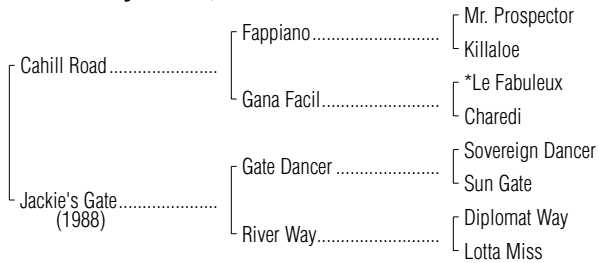 Mr. Prospector
Fappiano
Killaloe
Cahill Road
*Le Fabuleux
Gana Facil
Charedi
Sovereign Dancer
Gate Dancer
Sun Gate
Jackie's Gate
(1988)
Diplomat Way
River Way
Lotta Miss